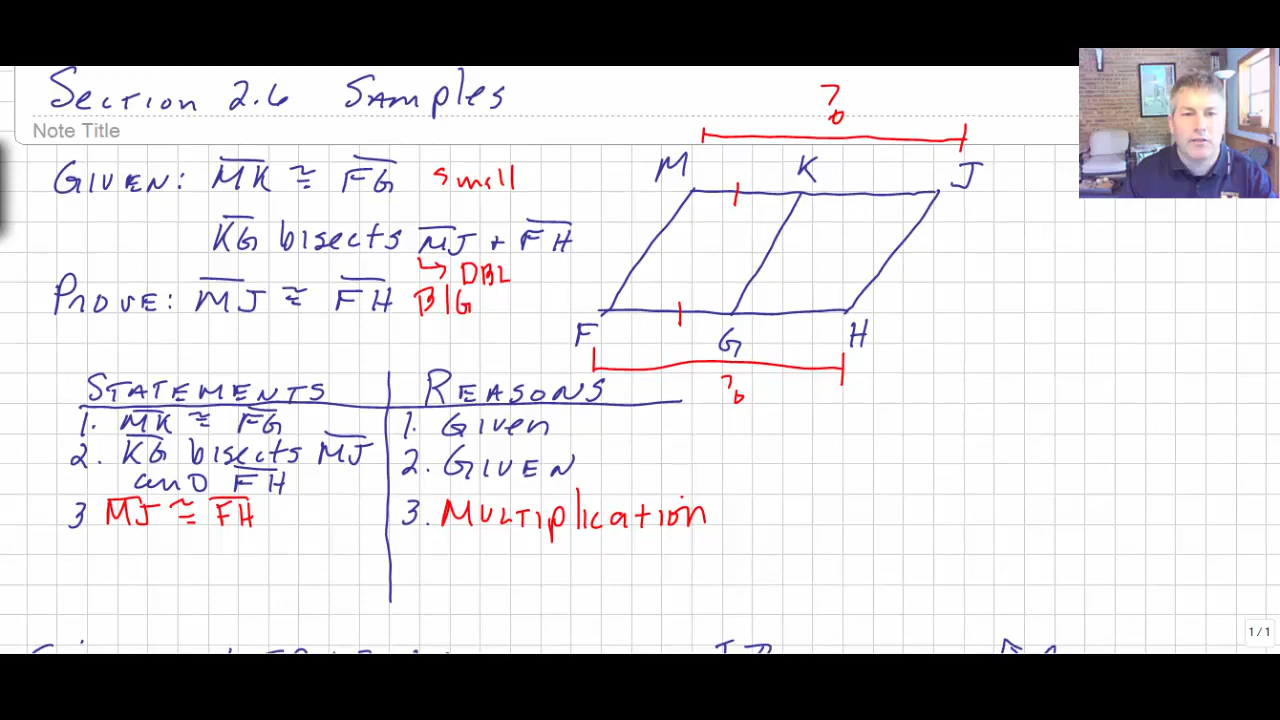 Section 2.6 Samples
Note Title
?
Given: MK ≅ FG small
M K J
KG bisects MJ + FH
↳ DBL
Prove: MJ ≅ FH BIG
F G H
?
Statements Reasons
1. MK ≅ FG 1. Given
2. KG bisects MJ 2. Given
and FH
3 MJ ≅ FH 3. Multiplication
1/1